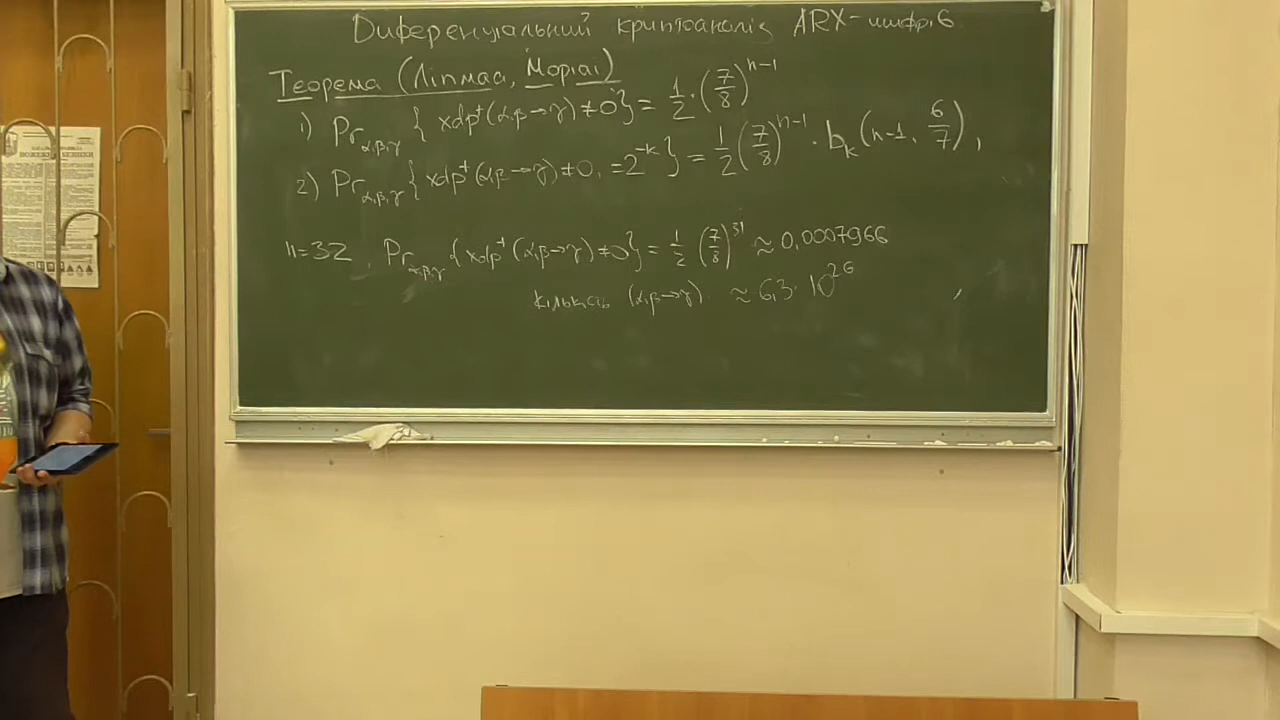 Диференціальний криптоаналіз ARX-шифрів
Теорема (Ліпмаа, Моріаі)
1) Pr_{α,β,γ} { xdp⁺(α,β→γ) ≠ 0 } = 1/2 · (7/8)^{n-1}
2) Pr_{α,β,γ} { xdp⁺(α,β→γ) ≠ 0, = 2^{-k} } = 1/2 (7/8)^{n-1} · b_k(n-1, 6/7),
n=32, Pr_{α,β,γ} { xdp⁺(α,β→γ) ≠ 0 } = 1/2 (7/8)^{31} ≈ 0,0007966
кількість (α,β→γ) ≈ 6,3 · 10^{26}